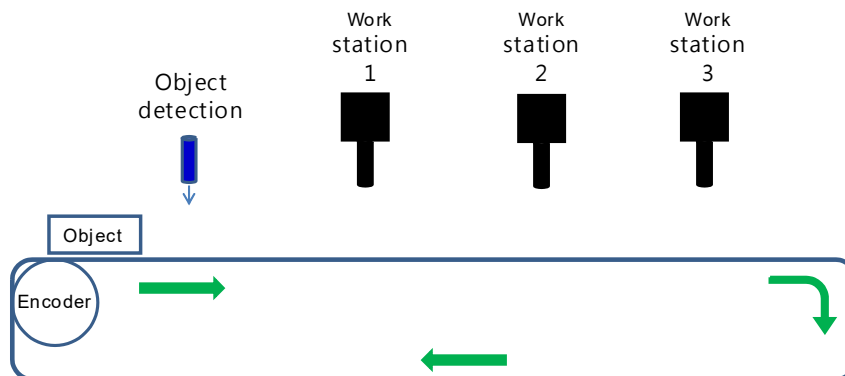 Object
detection
Work
station
1
Work
station
2
Work
station
3
Object
Encoder